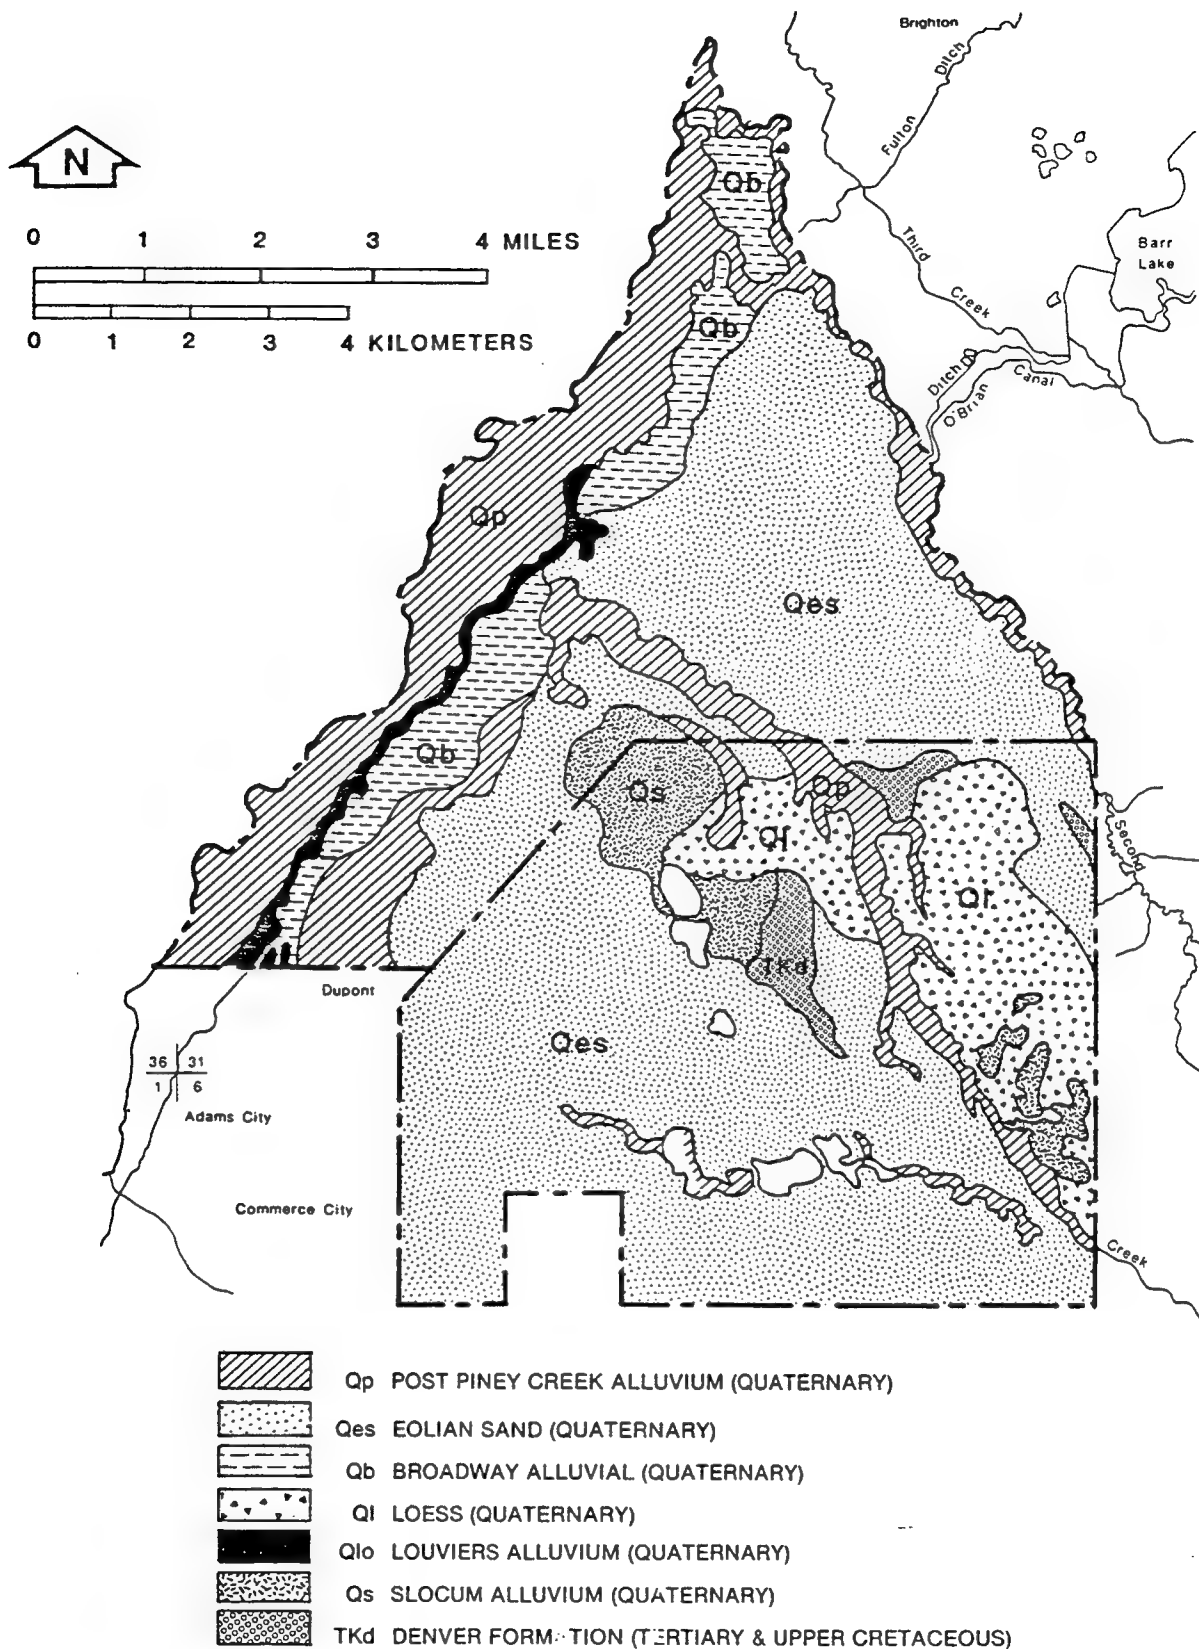 Brighton
Fulton Ditch
N
0 1 2 3 4 MILES
0 1 2 3 4 KILOMETERS
Qb
Third Creek
Barr
Lake
Qb
Ditch
O'Brian Canal
Qp
Qes
Qb
Qs
Qp
Ql
Second
Ql
TKd
Dupont
Qes
36 31
1 6
Adams City
Commerce City
Creek
Qp POST PINEY CREEK ALLUVIUM (QUATERNARY)
Qes EOLIAN SAND (QUATERNARY)
Qb BROADWAY ALLUVIAL (QUATERNARY)
Ql LOESS (QUATERNARY)
Qlo LOUVIERS ALLUVIUM (QUATERNARY)
Qs SLOCUM ALLUVIUM (QUATERNARY)
TKd DENVER FORMATION (TERTIARY & UPPER CRETACEOUS)